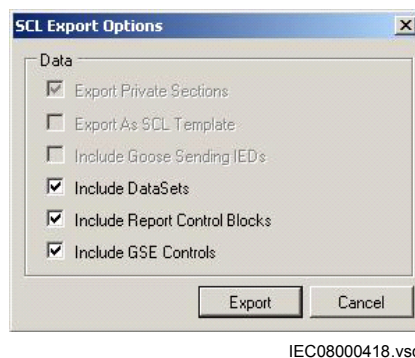 SCL Export Options
Data
Export Private Sections
Export As SCL Template
Include Goose Sending IEDs
Include DataSets
Include Report Control Blocks
Include GSE Controls
Export
Cancel
IEC08000418.vsd